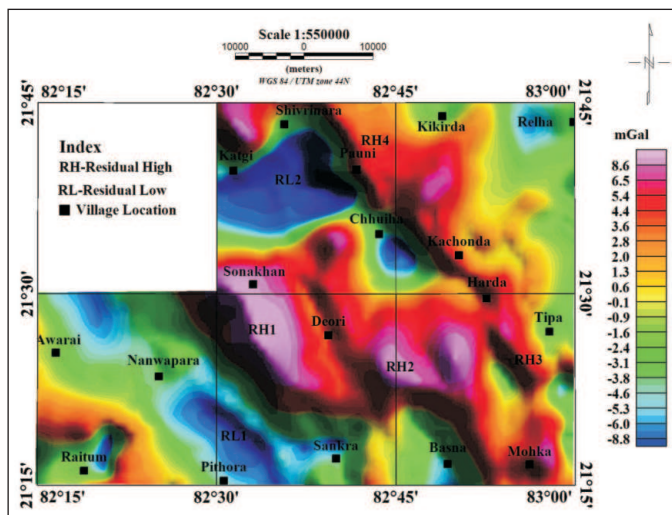 Scale 1:550000
10000 0 10000
(meters)
WGS 84 / UTM zone 44N
N
82°15' 82°30' 82°45' 83°00'
21°45' 21°45'
Index
RH-Residual High
RL-Residual Low
Village Location
Shivrinura
Kikirda
Relha
RH4
Katgi
Pauni
RL2
Chhuiha
Kachonda
Sonakhan
Harda
21°30' 21°30'
Awarai
RH1
Deori
Tipa
Nanwapara
RH2
RH3
RL1
Raitum
Pithora
Sankra
Basna
Mohka
21°15' 21°15'
82°15' 82°30' 82°45' 83°00'
mGal
8.6
6.5
5.4
4.4
3.6
2.8
2.0
1.3
0.6
-0.1
-0.9
-1.7
-2.4
-3.1
-3.8
-4.6
-5.3
-6.0
-8.8